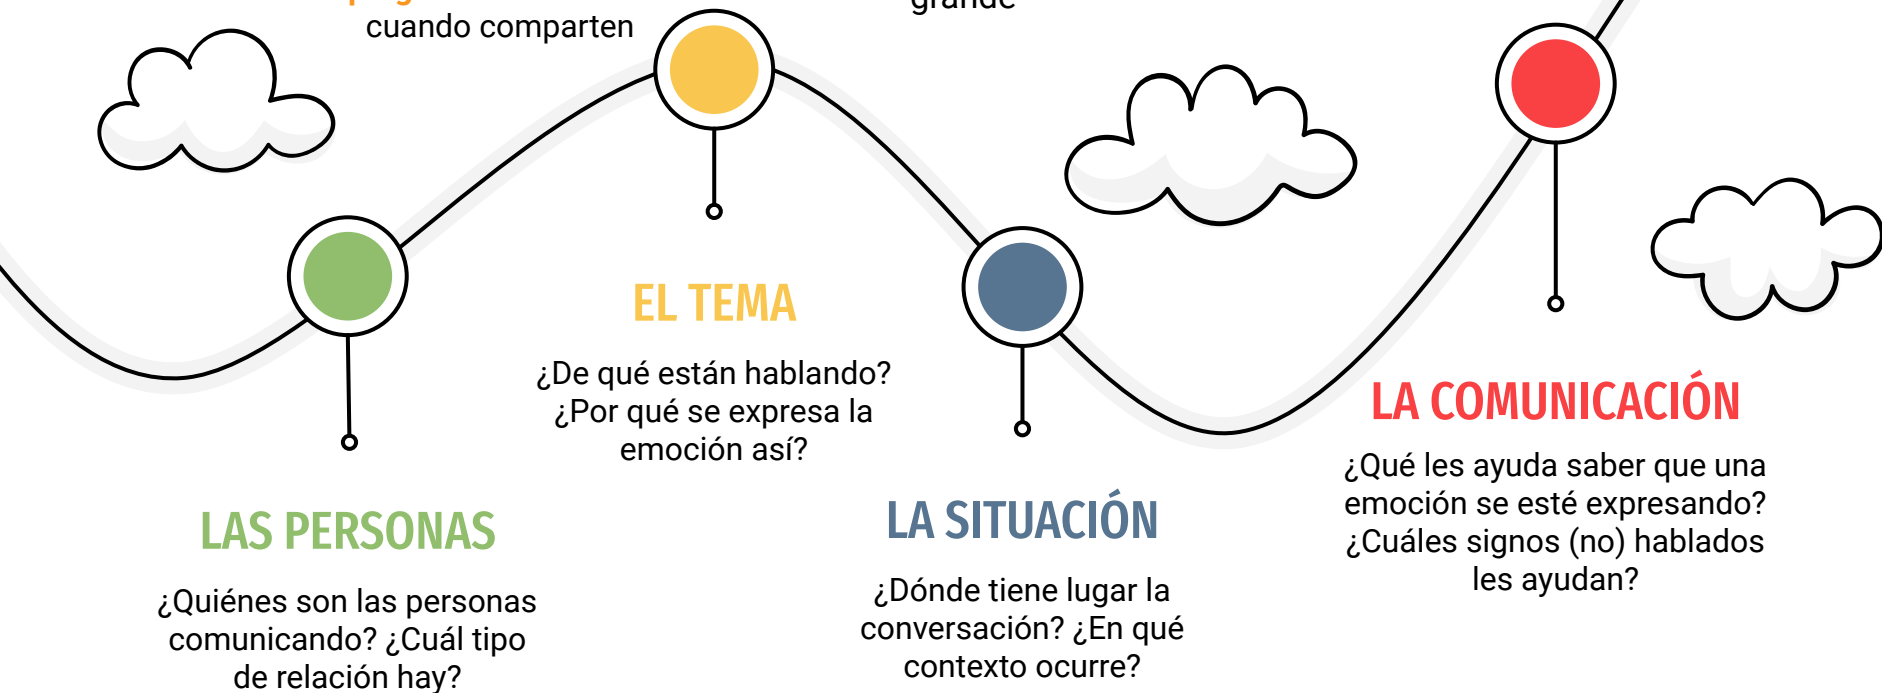 cuando comparten
grande
EL TEMA
¿De qué están hablando?
¿Por qué se expresa la
emoción así?
LA COMUNICACIÓN
¿Qué les ayuda saber que una
emoción se esté expresando?
¿Cuáles signos (no) hablados
les ayudan?
LAS PERSONAS
¿Quiénes son las personas
comunicando? ¿Cuál tipo
de relación hay?
LA SITUACIÓN
¿Dónde tiene lugar la
conversación? ¿En qué
contexto ocurre?